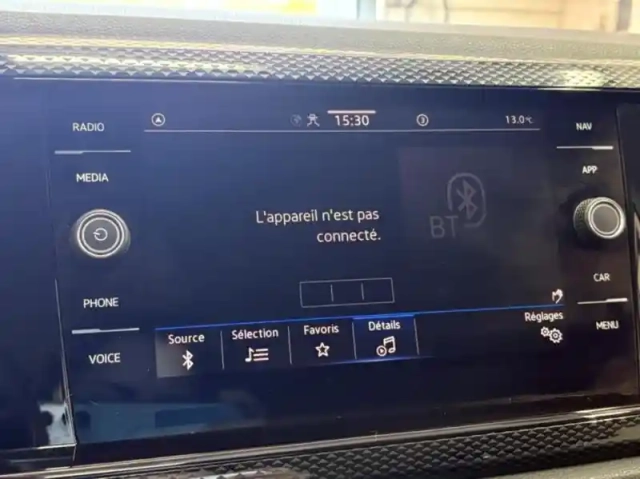 RADIO
15:30
3
13.0°C
NAV
MEDIA
APP
L'appareil n'est pas
connecté.
BT
PHONE
CAR
VOICE
Source
Sélection
Favoris
Détails
Réglages
MENU